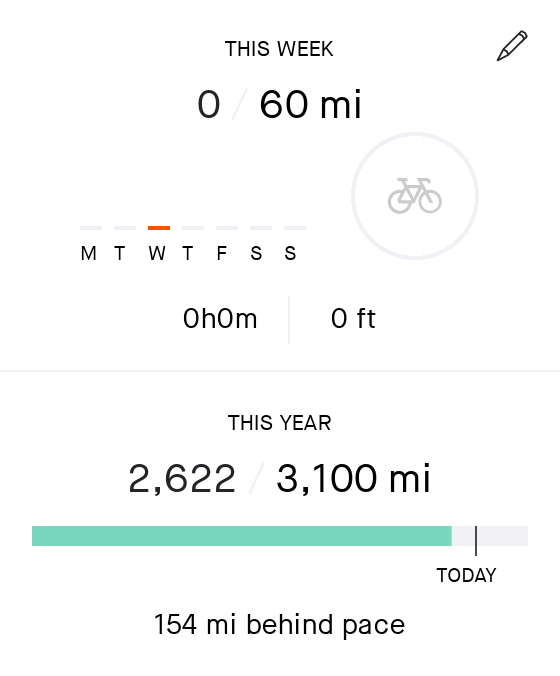 THIS WEEK
0 / 60 mi
M T W T F S S
0h0m 0 ft
THIS YEAR
2,622 / 3,100 mi
TODAY
154 mi behind pace